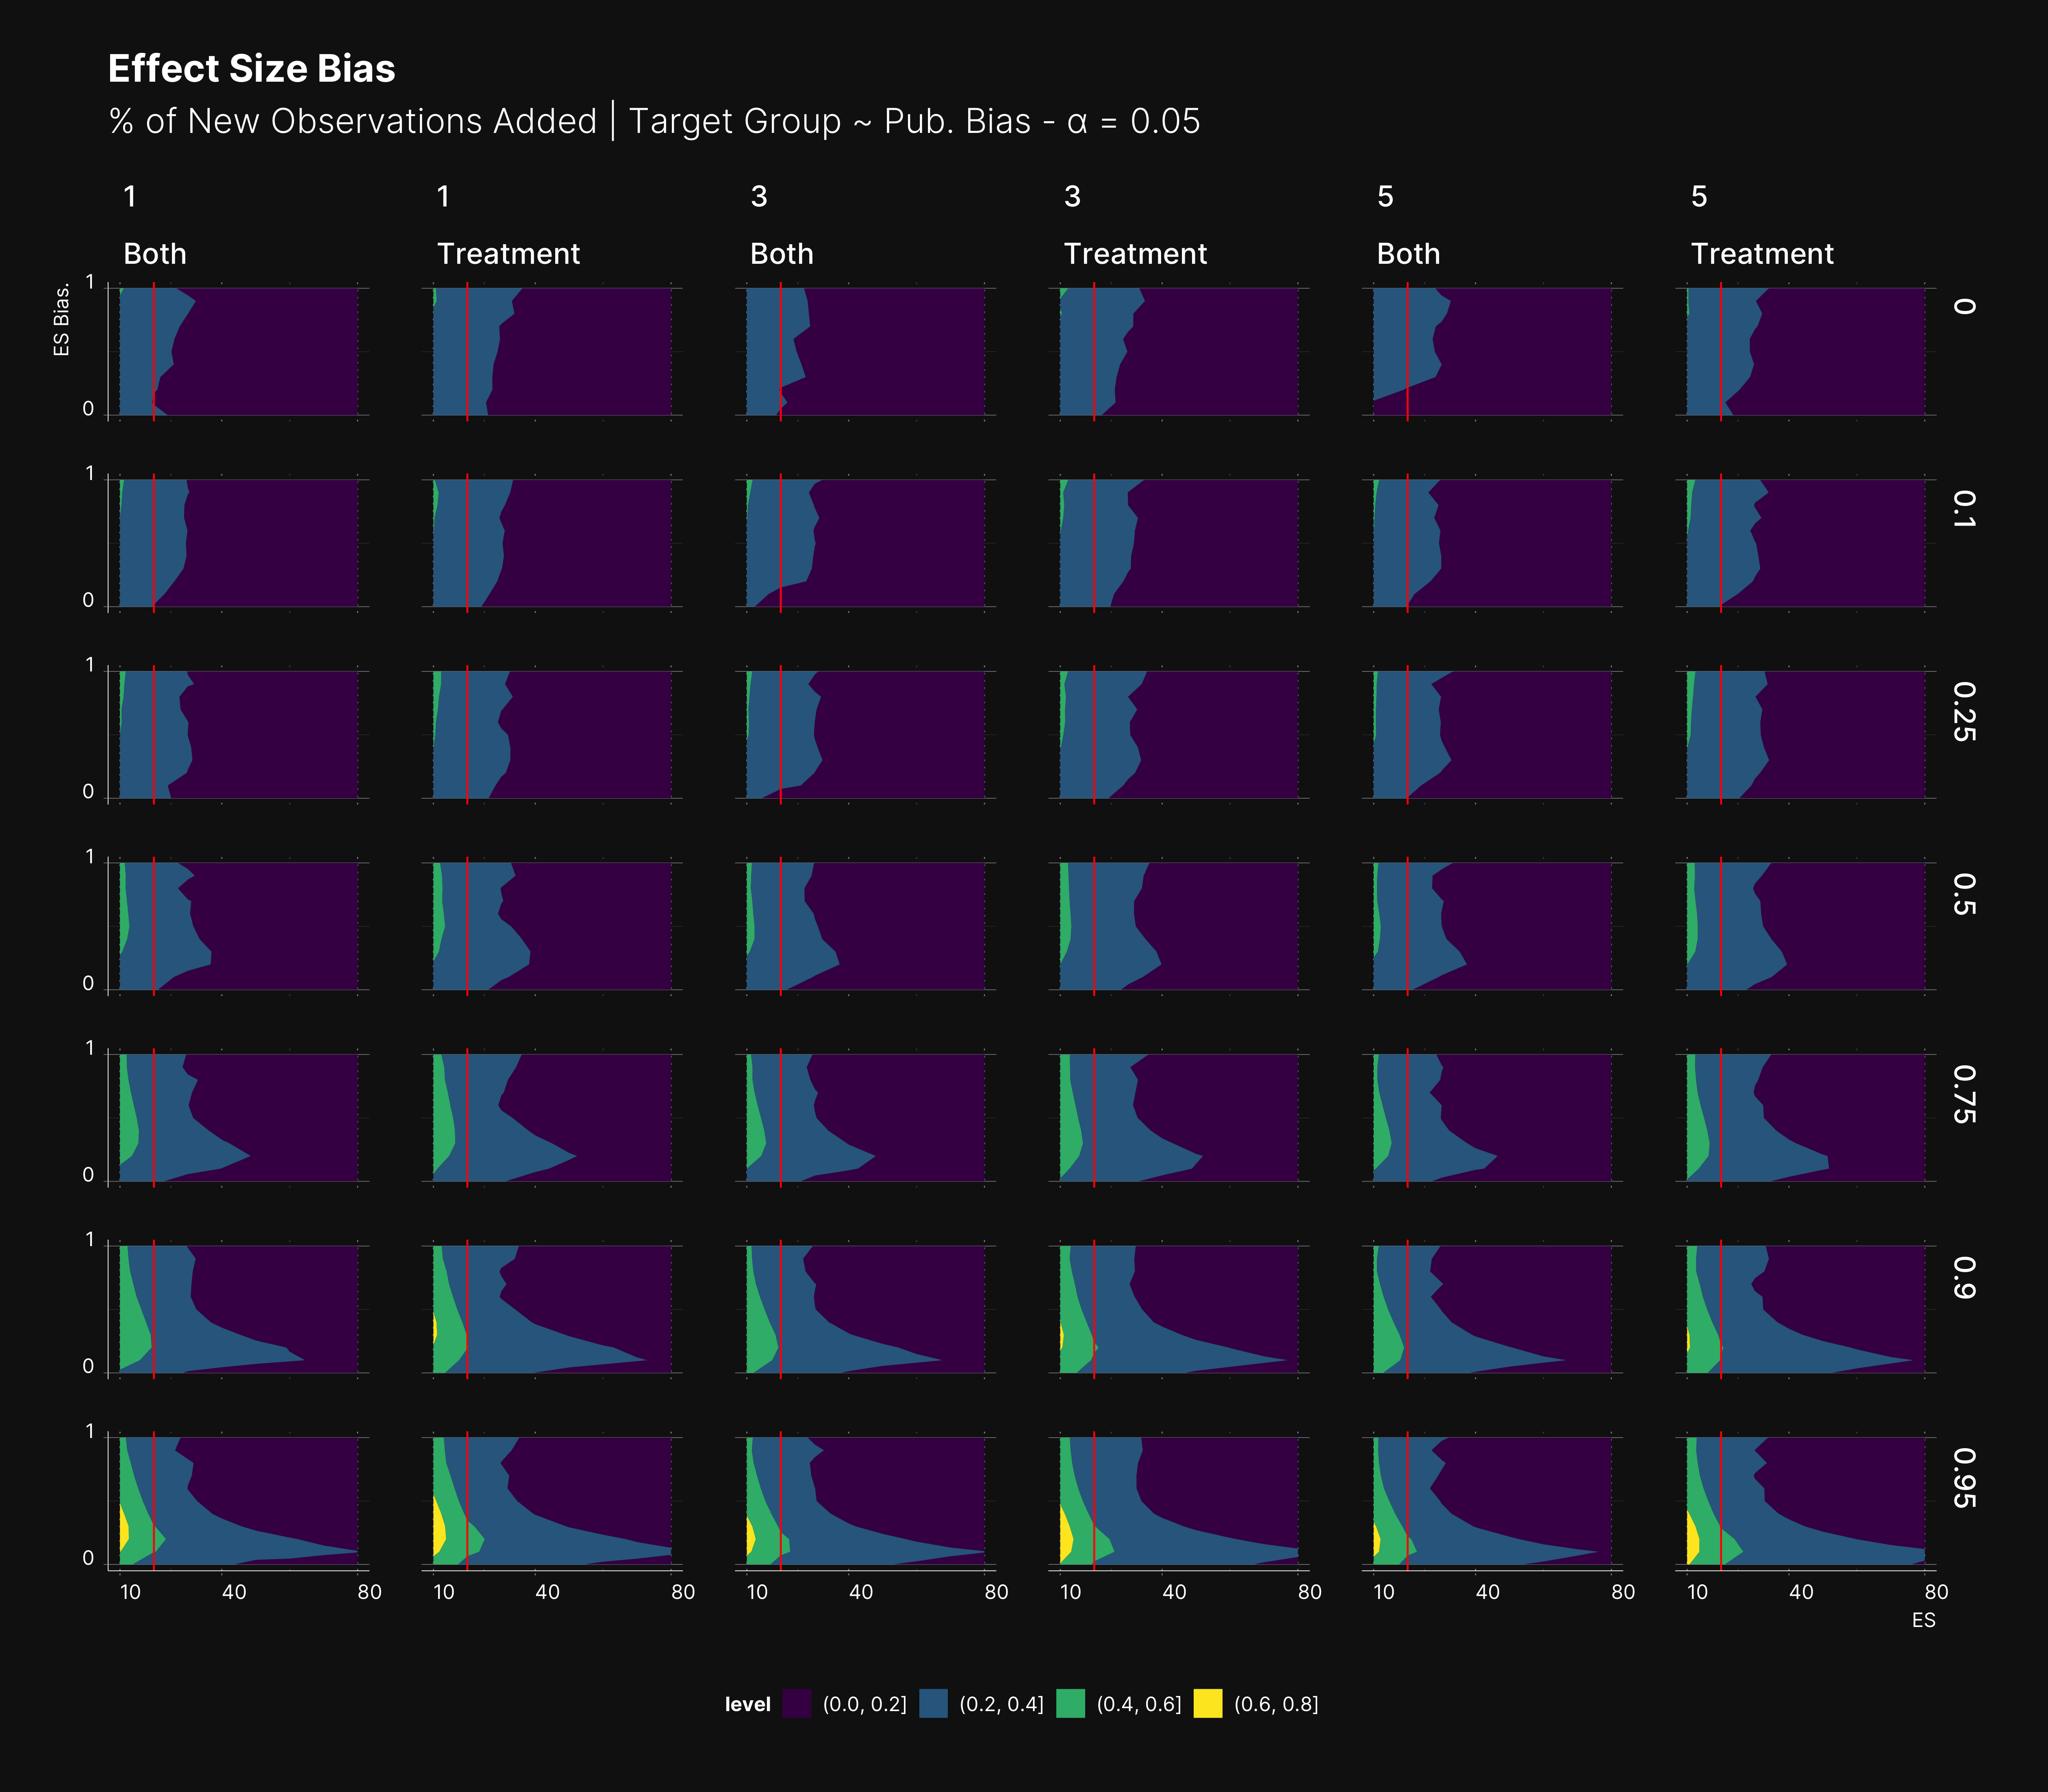 Effect Size Bias
% of New Observations Added | Target Group ~ Pub. Bias - α = 0.05
1 1 3 3 5 5
Both Treatment Both Treatment Both Treatment
ES Bias.
1
0
0
1
0
0.1
1
0
0.25
1
0
0.5
1
0
0.75
1
0
0.9
1
0
0.95
10 40 80 10 40 80 10 40 80 10 40 80 10 40 80 10 40 80
ES
level (0.0, 0.2] (0.2, 0.4] (0.4, 0.6] (0.6, 0.8]